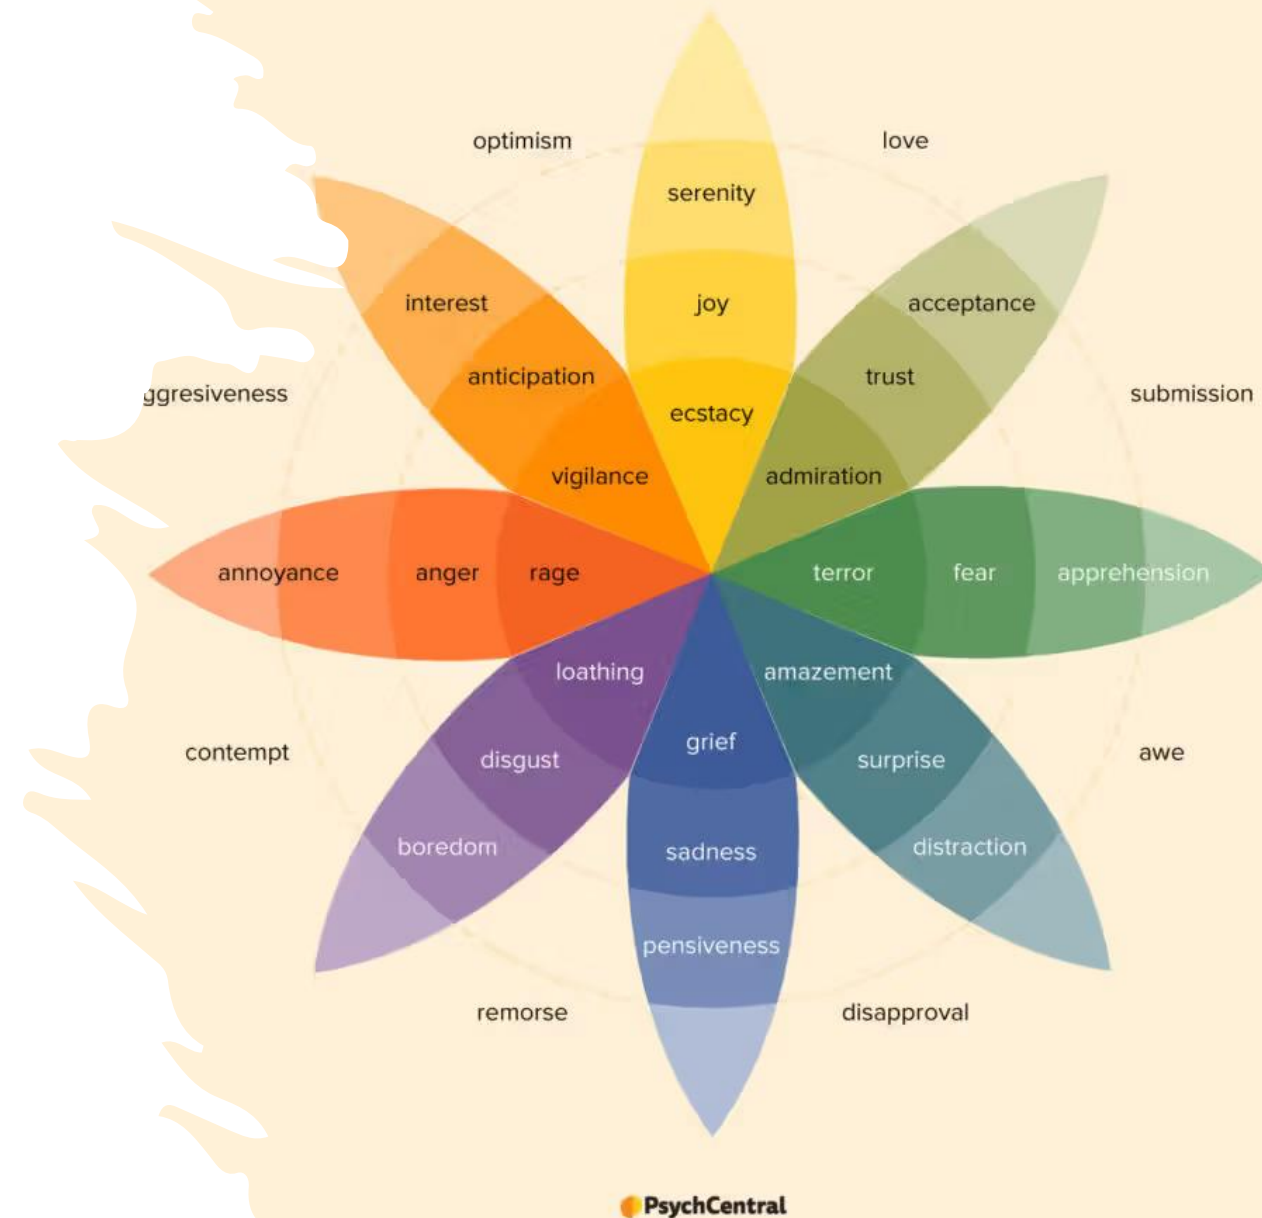 optimism
love
serenity
interest
joy
acceptance
anticipation
trust
ggresiveness
submission
ecstacy
vigilance
admiration
annoyance
anger
rage
terror
fear
apprehension
loathing
amazement
grief
contempt
disgust
surprise
awe
boredom
sadness
distraction
pensiveness
remorse
disapproval
PsychCentral